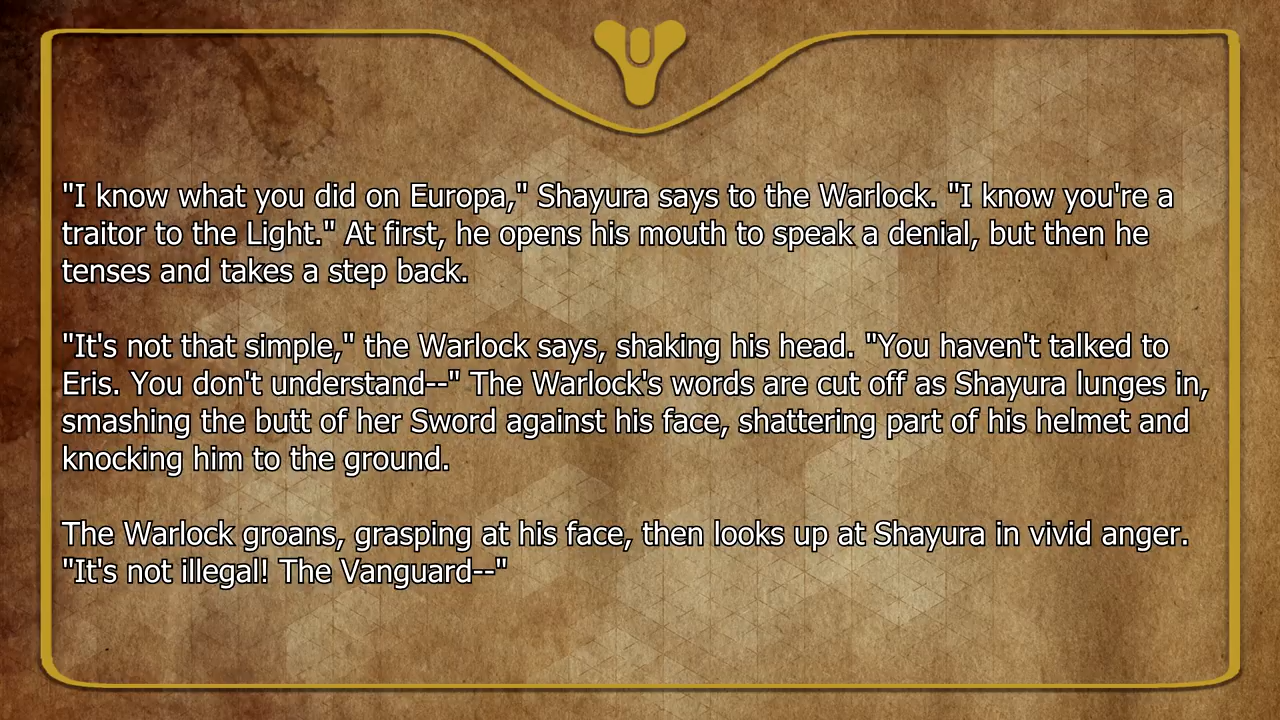 "I know what you did on Europa," Shayura says to the Warlock. "I know you're a
traitor to the Light." At first, he opens his mouth to speak a denial, but then he
tenses and takes a step back.
"It's not that simple," the Warlock says, shaking his head. "You haven't talked to
Eris. You don't understand--" The Warlock's words are cut off as Shayura lunges in,
smashing the butt of her Sword against his face, shattering part of his helmet and
knocking him to the ground.
The Warlock groans, grasping at his face, then looks up at Shayura in vivid anger.
"It's not illegal! The Vanguard--"